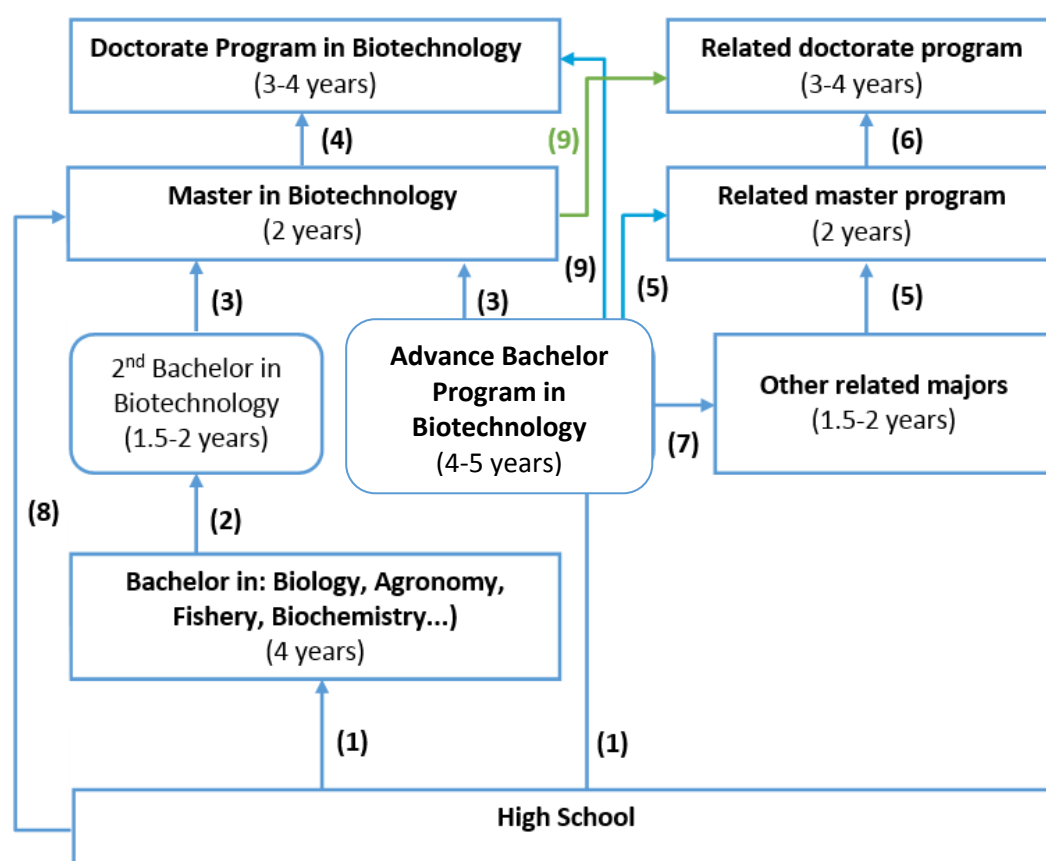 Doctorate Program in Biotechnology
(3-4 years)
Related doctorate program
(3-4 years)
(4)
(9)
(6)
Master in Biotechnology
(2 years)
Related master program
(2 years)
(3)
(3)
(9)
(5)
(5)
2nd Bachelor in
Biotechnology
(1.5-2 years)
Advance Bachelor
Program in
Biotechnology
(4-5 years)
Other related majors
(1.5-2 years)
(7)
(8)
(2)
Bachelor in: Biology, Agronomy,
Fishery, Biochemistry...)
(4 years)
(1)
(1)
High School